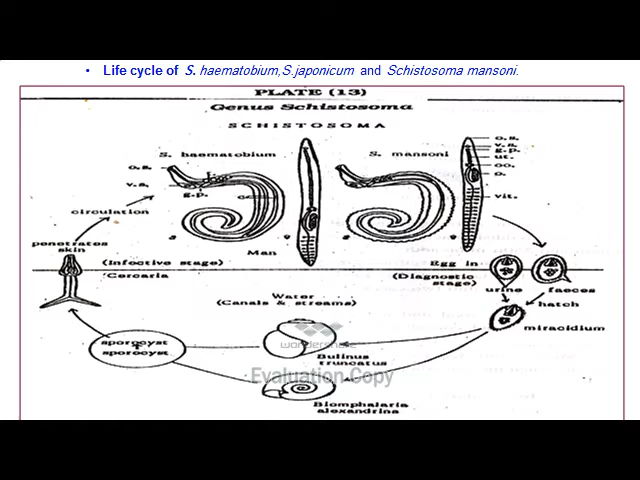 • Life cycle of S. haematobium,S.japonicum and Schistosoma mansoni.
PLATE (13)
Genus Schistosoma
SCHISTOSOMA
S. haematobium
S. mansoni
o.s.
v.s.
g.p.
o.s.
v.s.
g.p.
ut.
oo.
o.
vit.
circulation
♂
♀
♂
♀
Man
penetrates
skin
(Infective stage)
Cercaria
Egg in
(Diagnostic
stage)
urine
faeces
Water
(Canals & streams)
hatch
miracidium
sporocyst
sporocyst
Bulinus
truncatus
wondershare
Evaluation Copy
Biomphalaria
alexandrina